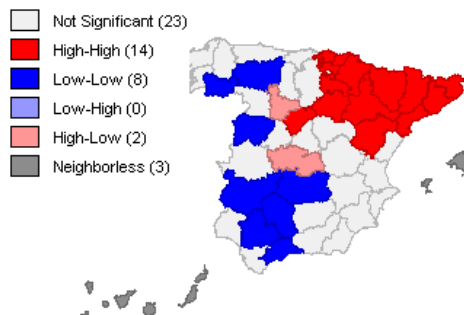 Not Significant (23)
High-High (14)
Low-Low (8)
Low-High (0)
High-Low (2)
Neighborless (3)